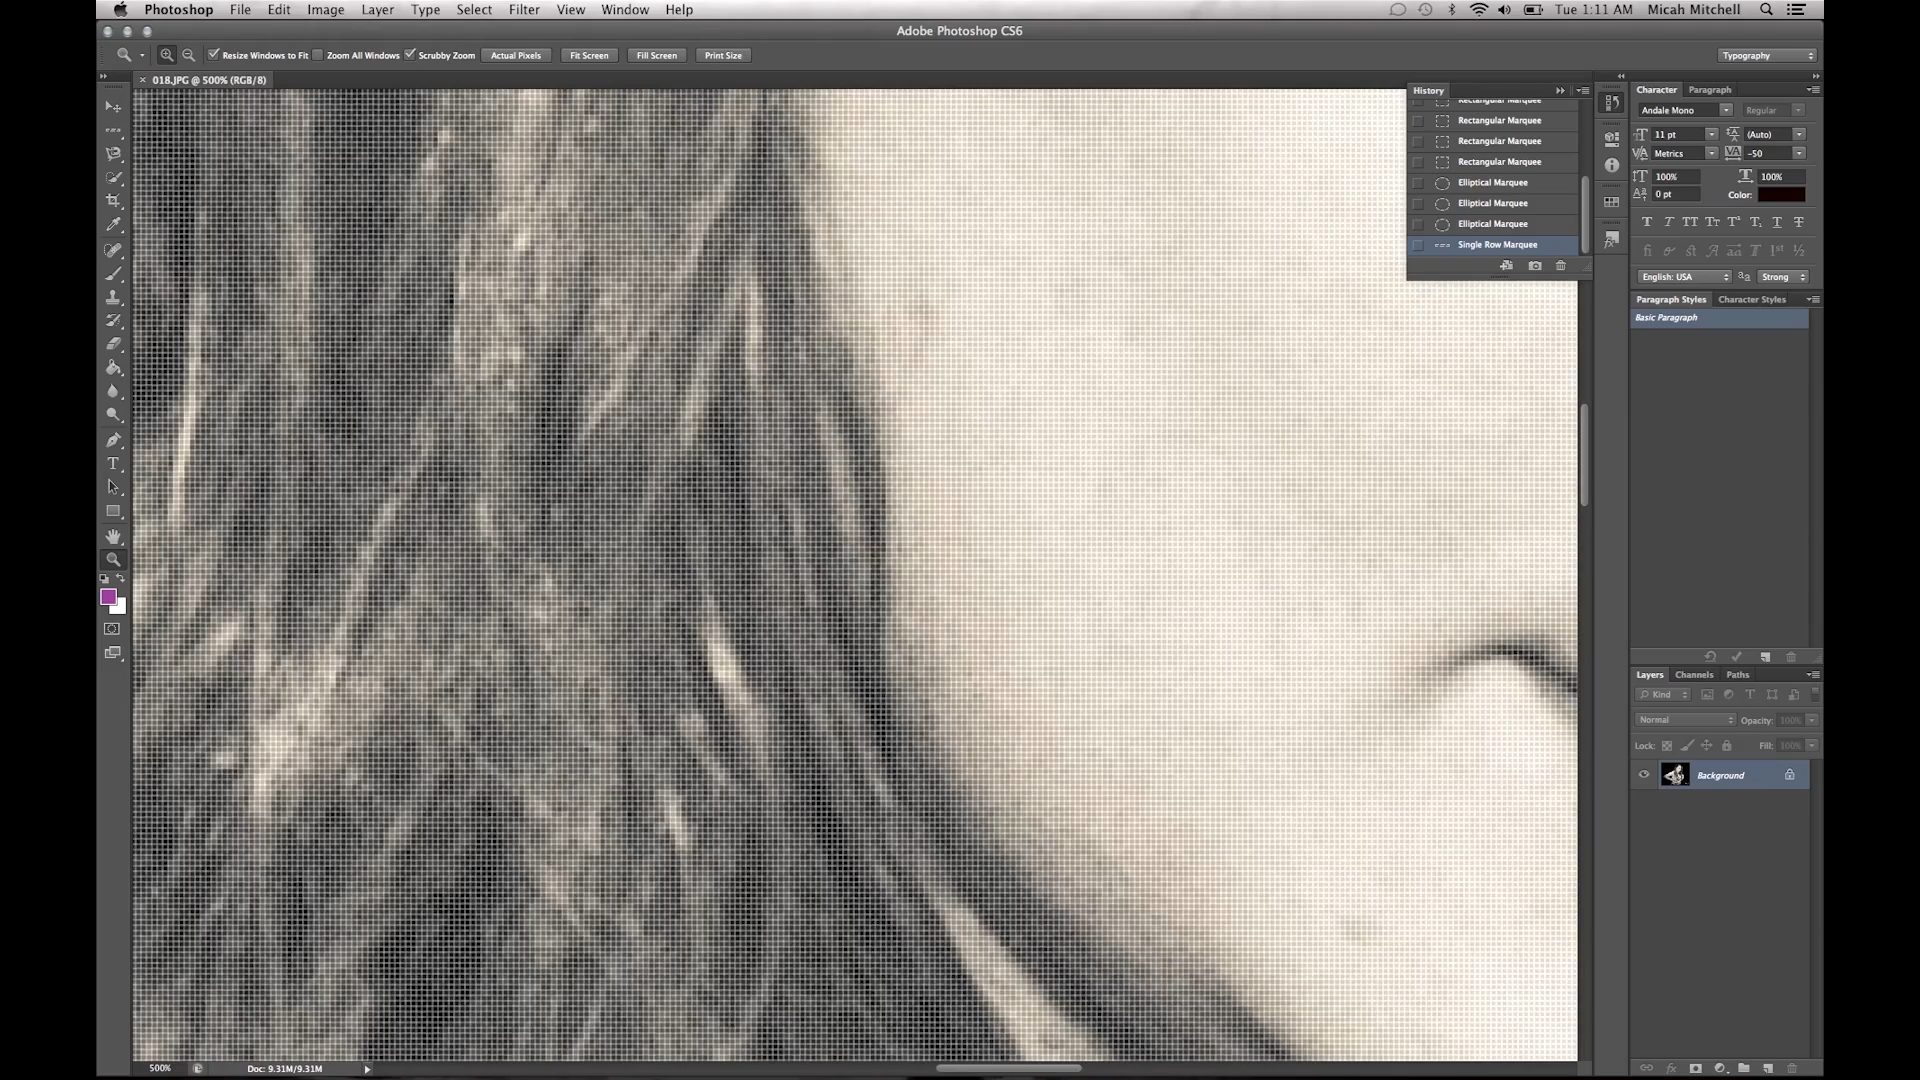 Photoshop File Edit Image Layer Type Select Filter View Window Help Tue 1:11 AM Micah Mitchell
Adobe Photoshop CS6
Resize Windows to Fit Zoom All Windows Scrubby Zoom Actual Pixels Fit Screen Fill Screen Print Size Typography
018.JPG @ 500% (RGB/8)
History
Rectangular Marquee
Rectangular Marquee
Rectangular Marquee
Rectangular Marquee
Elliptical Marquee
Elliptical Marquee
Elliptical Marquee
Single Row Marquee
Character Paragraph
Andale Mono Regular
11 pt (Auto)
Metrics -50
100% 100%
0 pt Color:
English: USA Strong
Paragraph Styles Character Styles
Basic Paragraph
Layers Channels Paths
Kind
Normal Opacity: 100%
Lock: Fill: 100%
Background
500% Doc: 9.31M/9.31M